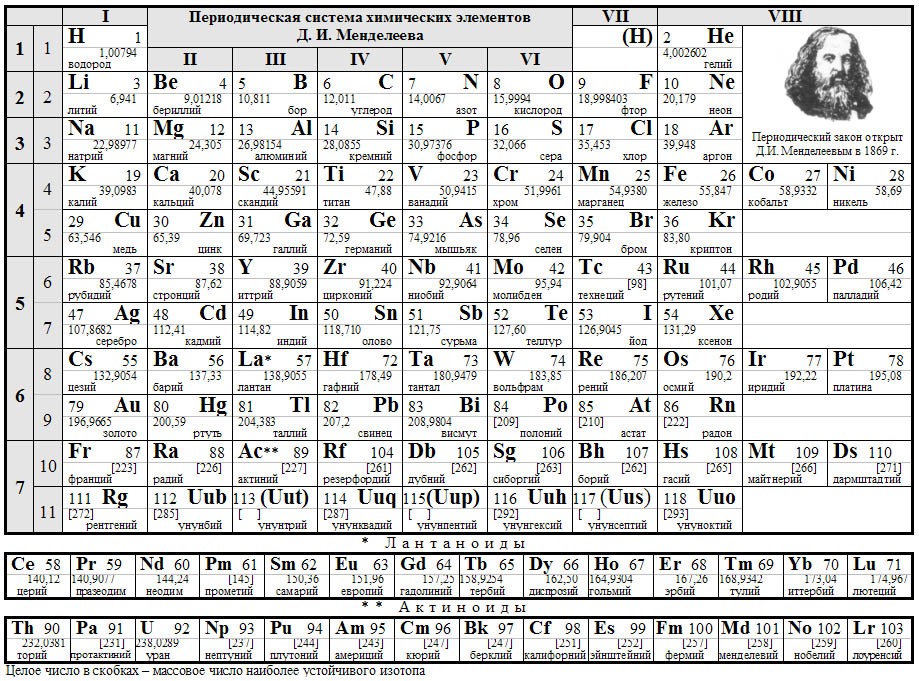 I Периодическая система химических элементов VII VIII
Д. И. Менделеева
II III IV V VI
1 1 H 1 (H) 2 He
1,00794 4,002602
водород гелий
2 2 Li 3 Be 4 5 B 6 C 7 N 8 O 9 F 10 Ne
6,941 9,01218 10,811 12,011 14,0067 15,9994 18,998403 20,179
литий бериллий бор углерод азот кислород фтор неон
3 3 Na 11 Mg 12 13 Al 14 Si 15 P 16 S 17 Cl 18 Ar
22,98977 24,305 26,98154 28,0855 30,97376 32,066 35,453 39,948
натрий магний алюминий кремний фосфор сера хлор аргон
Периодический закон открыт
Д.И. Менделеевым в 1869 г.
4 4 K 19 Ca 20 Sc 21 Ti 22 V 23 Cr 24 Mn 25 Fe 26 Co 27 Ni 28
39,0983 40,078 44,95591 47,88 50,9415 51,9961 54,9380 55,847 58,9332 58,69
калий кальций скандий титан ванадий хром марганец железо кобальт никель
5 29 Cu 30 Zn 31 Ga 32 Ge 33 As 34 Se 35 Br 36 Kr
63,546 65,39 69,723 72,59 74,9216 78,96 79,904 83,80
медь цинк галлий германий мышьяк селен бром криптон
5 6 Rb 37 Sr 38 Y 39 Zr 40 Nb 41 Mo 42 Tc 43 Ru 44 Rh 45 Pd 46
85,4678 87,62 88,9059 91,224 92,9064 95,94 [98] 101,07 102,9055 106,42
рубидий стронций иттрий цирконий ниобий молибден технеций рутений родий палладий
7 47 Ag 48 Cd 49 In 50 Sn 51 Sb 52 Te 53 I 54 Xe
107,8682 112,41 114,82 118,710 121,75 127,60 126,9045 131,29
серебро кадмий индий олово сурьма теллур йод ксенон
6 8 Cs 55 Ba 56 La* 57 Hf 72 Ta 73 W 74 Re 75 Os 76 Ir 77 Pt 78
132,9054 137,33 138,9055 178,49 180,9479 183,85 186,207 190,2 192,22 195,08
цезий барий лантан гафний тантал вольфрам рений осмий иридий платина
9 79 Au 80 Hg 81 Tl 82 Pb 83 Bi 84 Po 85 At 86 Rn
196,9665 200,59 204,383 207,2 208,9804 [209] [210] [222]
золото ртуть таллий свинец висмут полоний астат радон
7 10 Fr 87 Ra 88 Ac** 89 Rf 104 Db 105 Sg 106 Bh 107 Hs 108 Mt 109 Ds 110
[223] [226] [227] [261] [262] [263] [262] [265] [266] [271]
франций радий актиний резерфордий дубний сиборгий борий гасий майтнерий дармштадтий
11 111 Rg 112 Uub 113 (Uut) 114 Uuq 115(Uup) 116 Uuh 117 (Uus) 118 Uuo
[272] [285] [ ] [287] [ ] [292] [ ] [293]
рентгений унунбий унунтрий унунквадий унунпентий унунгексий унунсептий унуноктий
* Лантаноиды
Ce 58 Pr 59 Nd 60 Pm 61 Sm 62 Eu 63 Gd 64 Tb 65 Dy 66 Ho 67 Er 68 Tm 69 Yb 70 Lu 71
140,12 140,9077 144,24 [145] 150,36 151,96 157,25 158,9254 162,50 164,9304 167,26 168,9342 173,04 174,967
церий празеодим неодим прометий самарий европий гадолиний тербий диспрозий гольмий эрбий тулий иттербий лютеций
** Актиноиды
Th 90 Pa 91 U 92 Np 93 Pu 94 Am 95 Cm 96 Bk 97 Cf 98 Es 99 Fm 100 Md 101 No 102 Lr 103
232,0381 [231] 238,0289 [237] [244] [243] [247] [247] [251] [252] [257] [258] [259] [260]
торий протактиний уран нептуний плутоний америций кюрий берклий калифорний эйнштейний фермий менделевий нобелий лоуренсий
Целое число в скобках – массовое число наиболее устойчивого изотопа